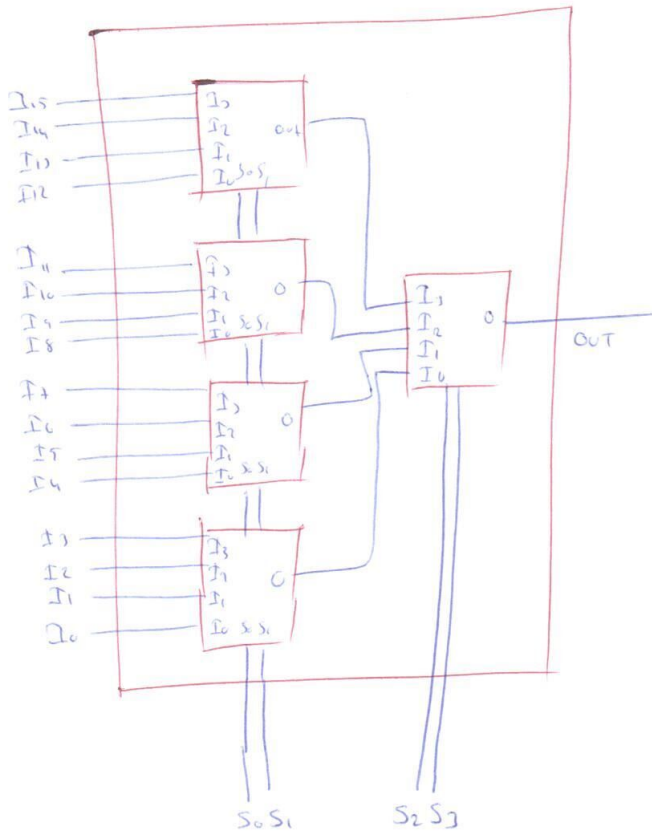 I15 I3
I14 I2 Out
I13 I1
I12 I0 S0 S1
I11 I3
I10 I2 O
I9 I1
I8 I0 S0 S1
I3
I2 O
I1
I0
OUT
I7 I3
I6 I2 O
I5 I1
I4 I0 S0 S1
I3 I3
I2 I2 O
I1 I1
I0 I0 S0 S1
S0 S1 S2 S3